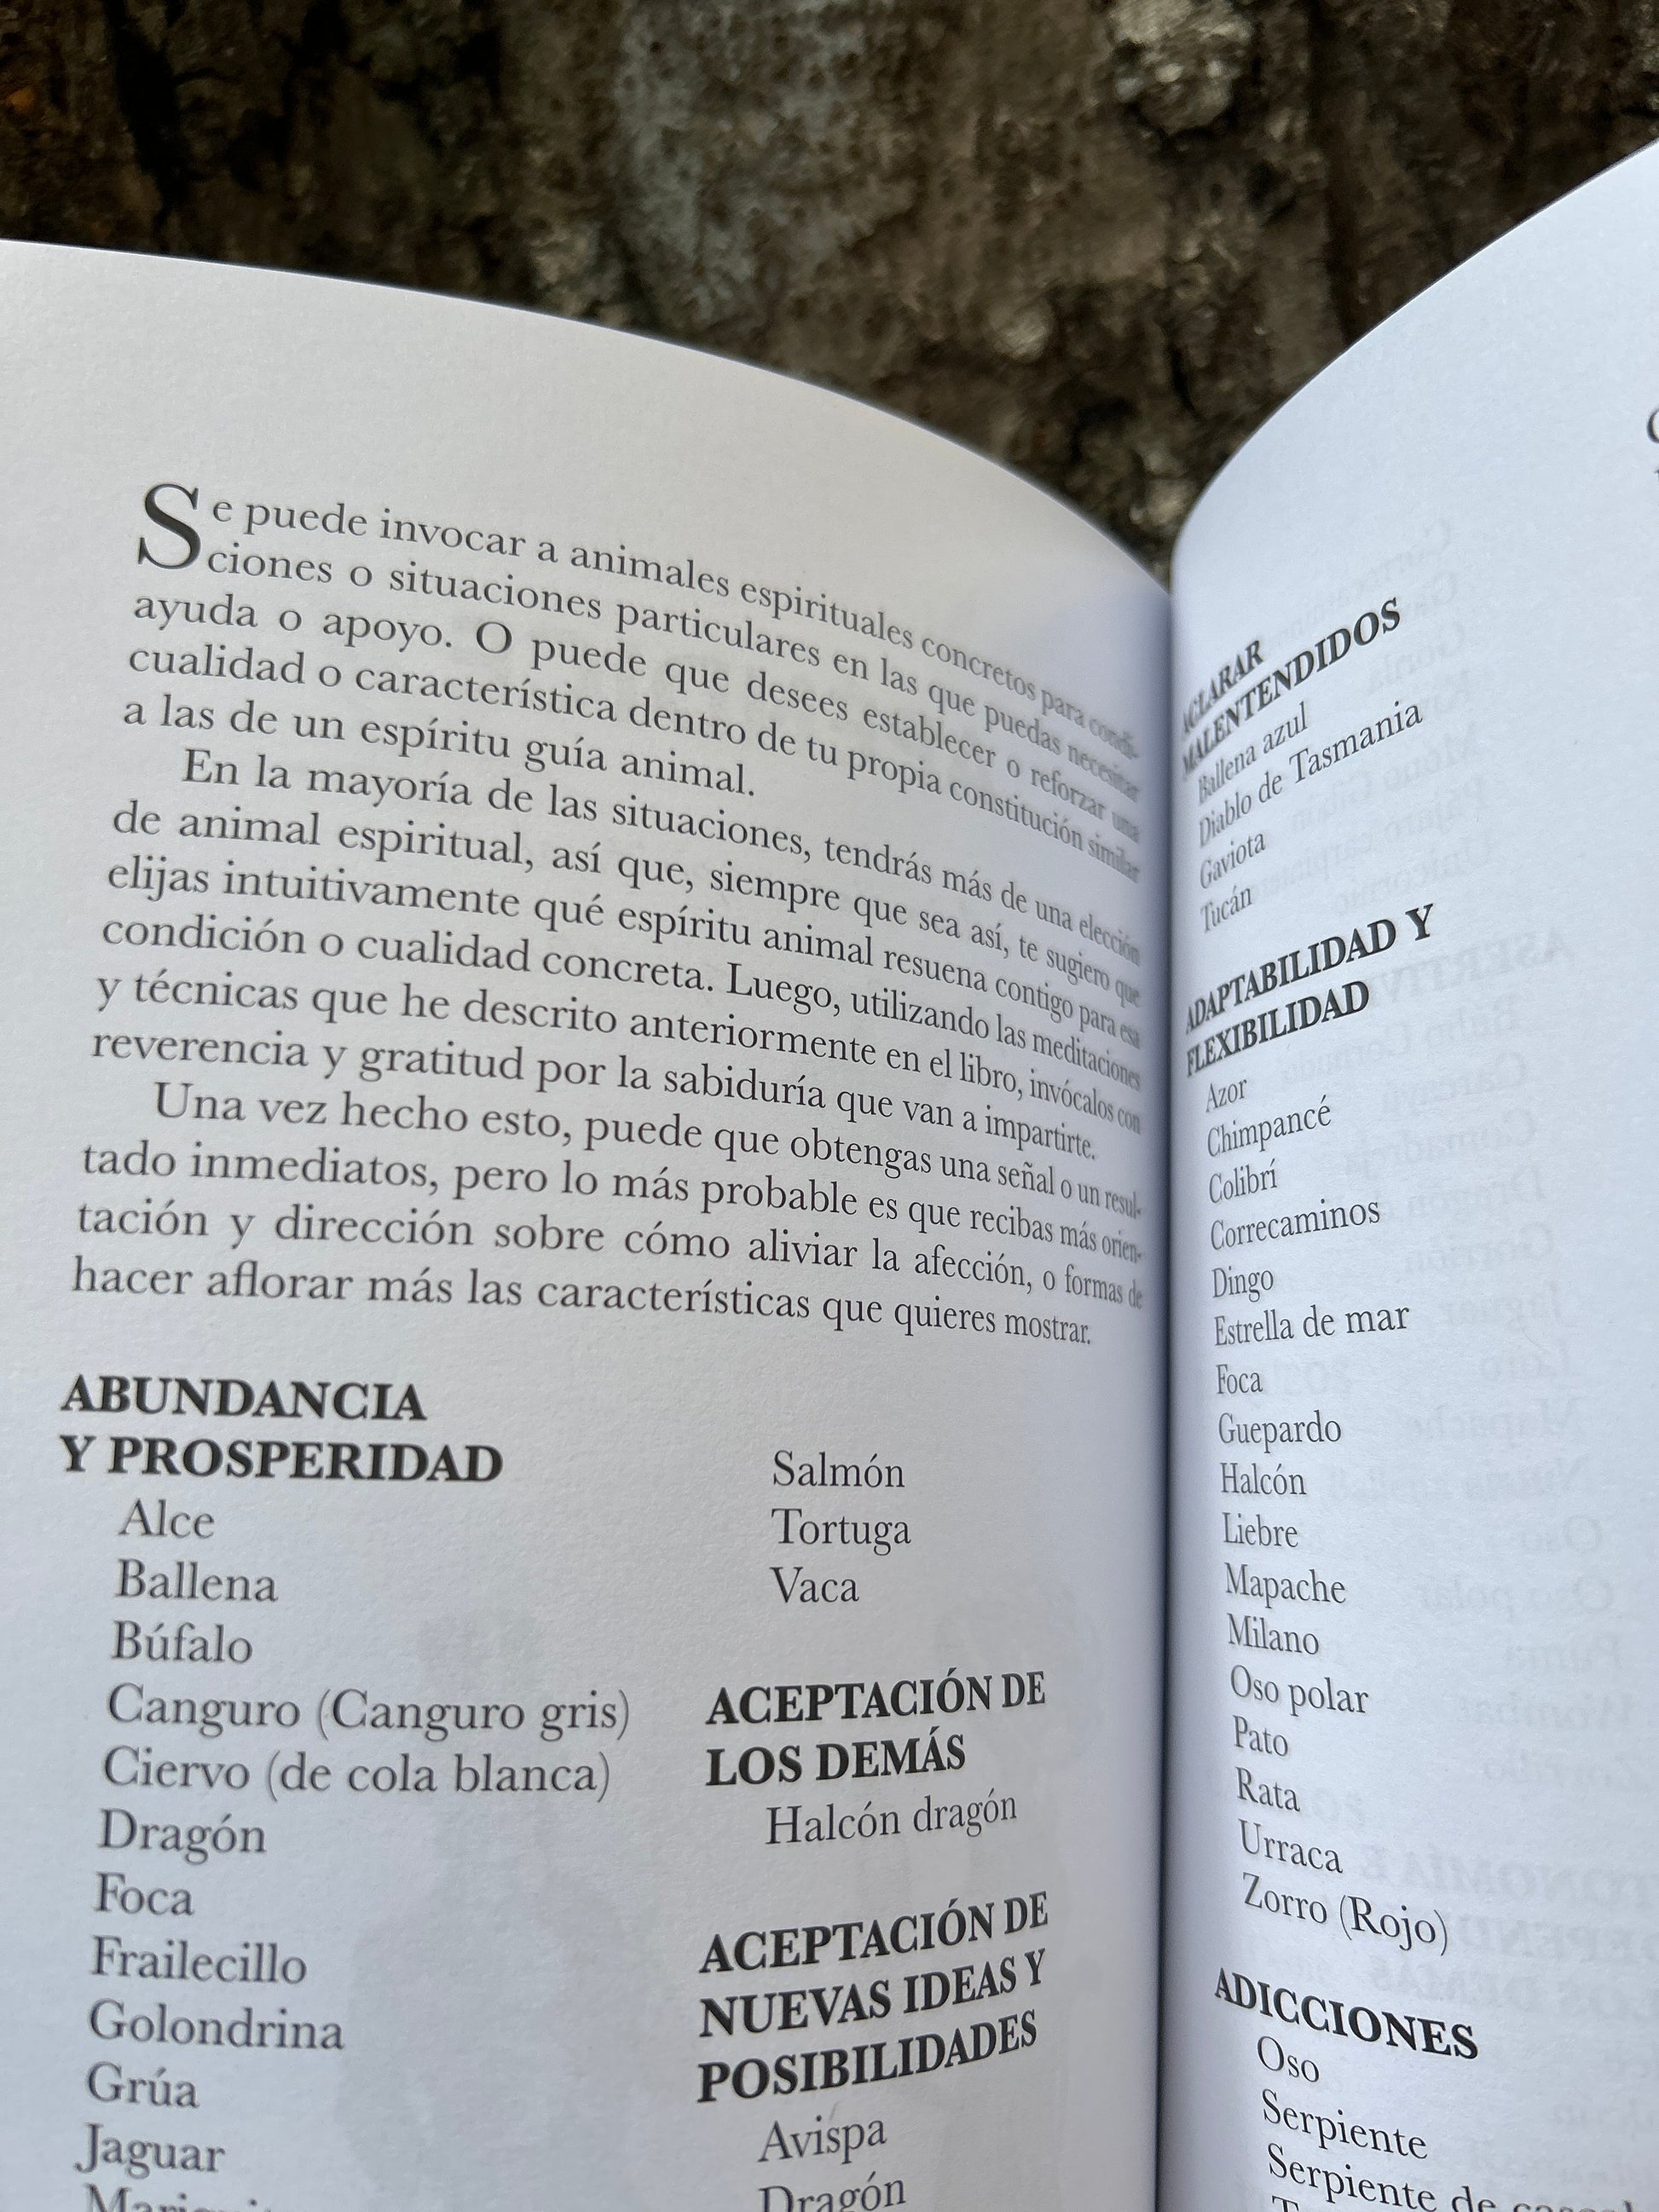 Se puede invocar a animales espirituales concretos para condi-
ciones o situaciones particulares en las que puedas necesitar
ayuda o apoyo. O puede que desees establecer o reforzar una
cualidad o característica dentro de tu propia constitución similar
a las de un espíritu guía animal.
En la mayoría de las situaciones, tendrás más de una elección
de animal espiritual, así que, siempre que sea así, te sugiero que
elijas intuitivamente qué espíritu animal resuena contigo para esa
condición o cualidad concreta. Luego, utilizando las meditaciones
y técnicas que he descrito anteriormente en el libro, invócalos con
reverencia y gratitud por la sabiduría que van a impartirte.
Una vez hecho esto, puede que obtengas una señal o un resul-
tado inmediatos, pero lo más probable es que recibas más orien-
tación y dirección sobre cómo aliviar la afección, o formas de
hacer aflorar más las características que quieres mostrar.
ABUNDANCIA
Y PROSPERIDAD
Alce
Ballena
Búfalo
Canguro (Canguro gris)
Ciervo (de cola blanca)
Dragón
Foca
Frailecillo
Golondrina
Grúa
Jaguar
Salmón
Tortuga
Vaca
ACEPTACIÓN DE
LOS DEMÁS
Halcón dragón
ACEPTACIÓN DE
NUEVAS IDEAS Y
POSIBILIDADES
Avispa
Dragón
ACLARAR
MALENTENDIDOS
Ballena azul
Diablo de Tasmania
Gaviota
Tucán
ADAPTABILIDAD Y
FLEXIBILIDAD
Azor
Chimpancé
Colibrí
Correcaminos
Dingo
Estrella de mar
Foca
Guepardo
Halcón
Liebre
Mapache
Milano
Oso polar
Pato
Rata
Urraca
Zorro (Rojo)
ADICCIONES
Oso
Serpiente
Serpiente de